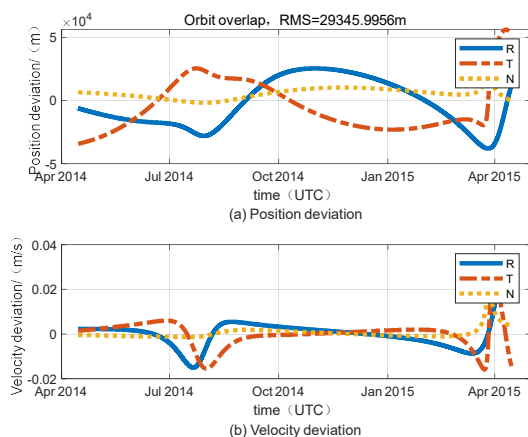 Orbit overlap，RMS=29345.9956m
×10⁴
Position deviation/（m）
5
0
-5
R
T
N
Apr 2014
Jul 2014
Oct 2014
Jan 2015
Apr 2015
time（UTC）
(a) Position deviation
Velocity deviation/（m/s）
0.04
0.02
0
-0.02
R
T
N
Apr 2014
Jul 2014
Oct 2014
Jan 2015
Apr 2015
time（UTC）
(b) Velocity deviation